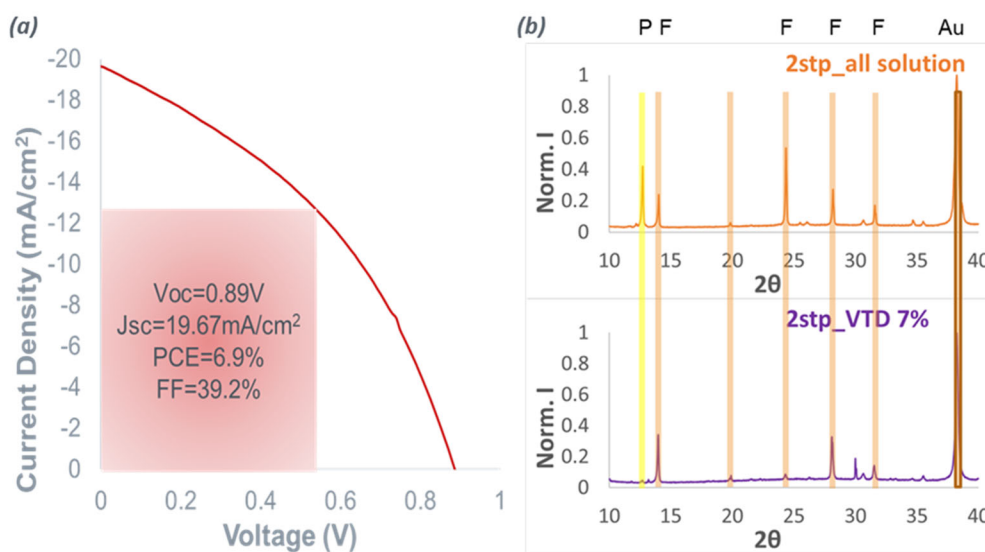 (a)
-20
-18
-16
-14
-12
-10
-8
-6
-4
-2
0
Current Density (mA/cm²)
Voc=0.89V
Jsc=19.67mA/cm²
PCE=6.9%
FF=39.2%
0 0.2 0.4 0.6 0.8 1
Voltage (V)
(b)
P F F F F Au
2stp_all solution
1
0.8
0.6
0.4
0.2
0
Norm. I
10 15 20 25 30 35 40
2θ
2stp_VTD 7%
1
0.8
0.6
0.4
0.2
0
Norm. I
10 15 20 25 30 35 40
2θ